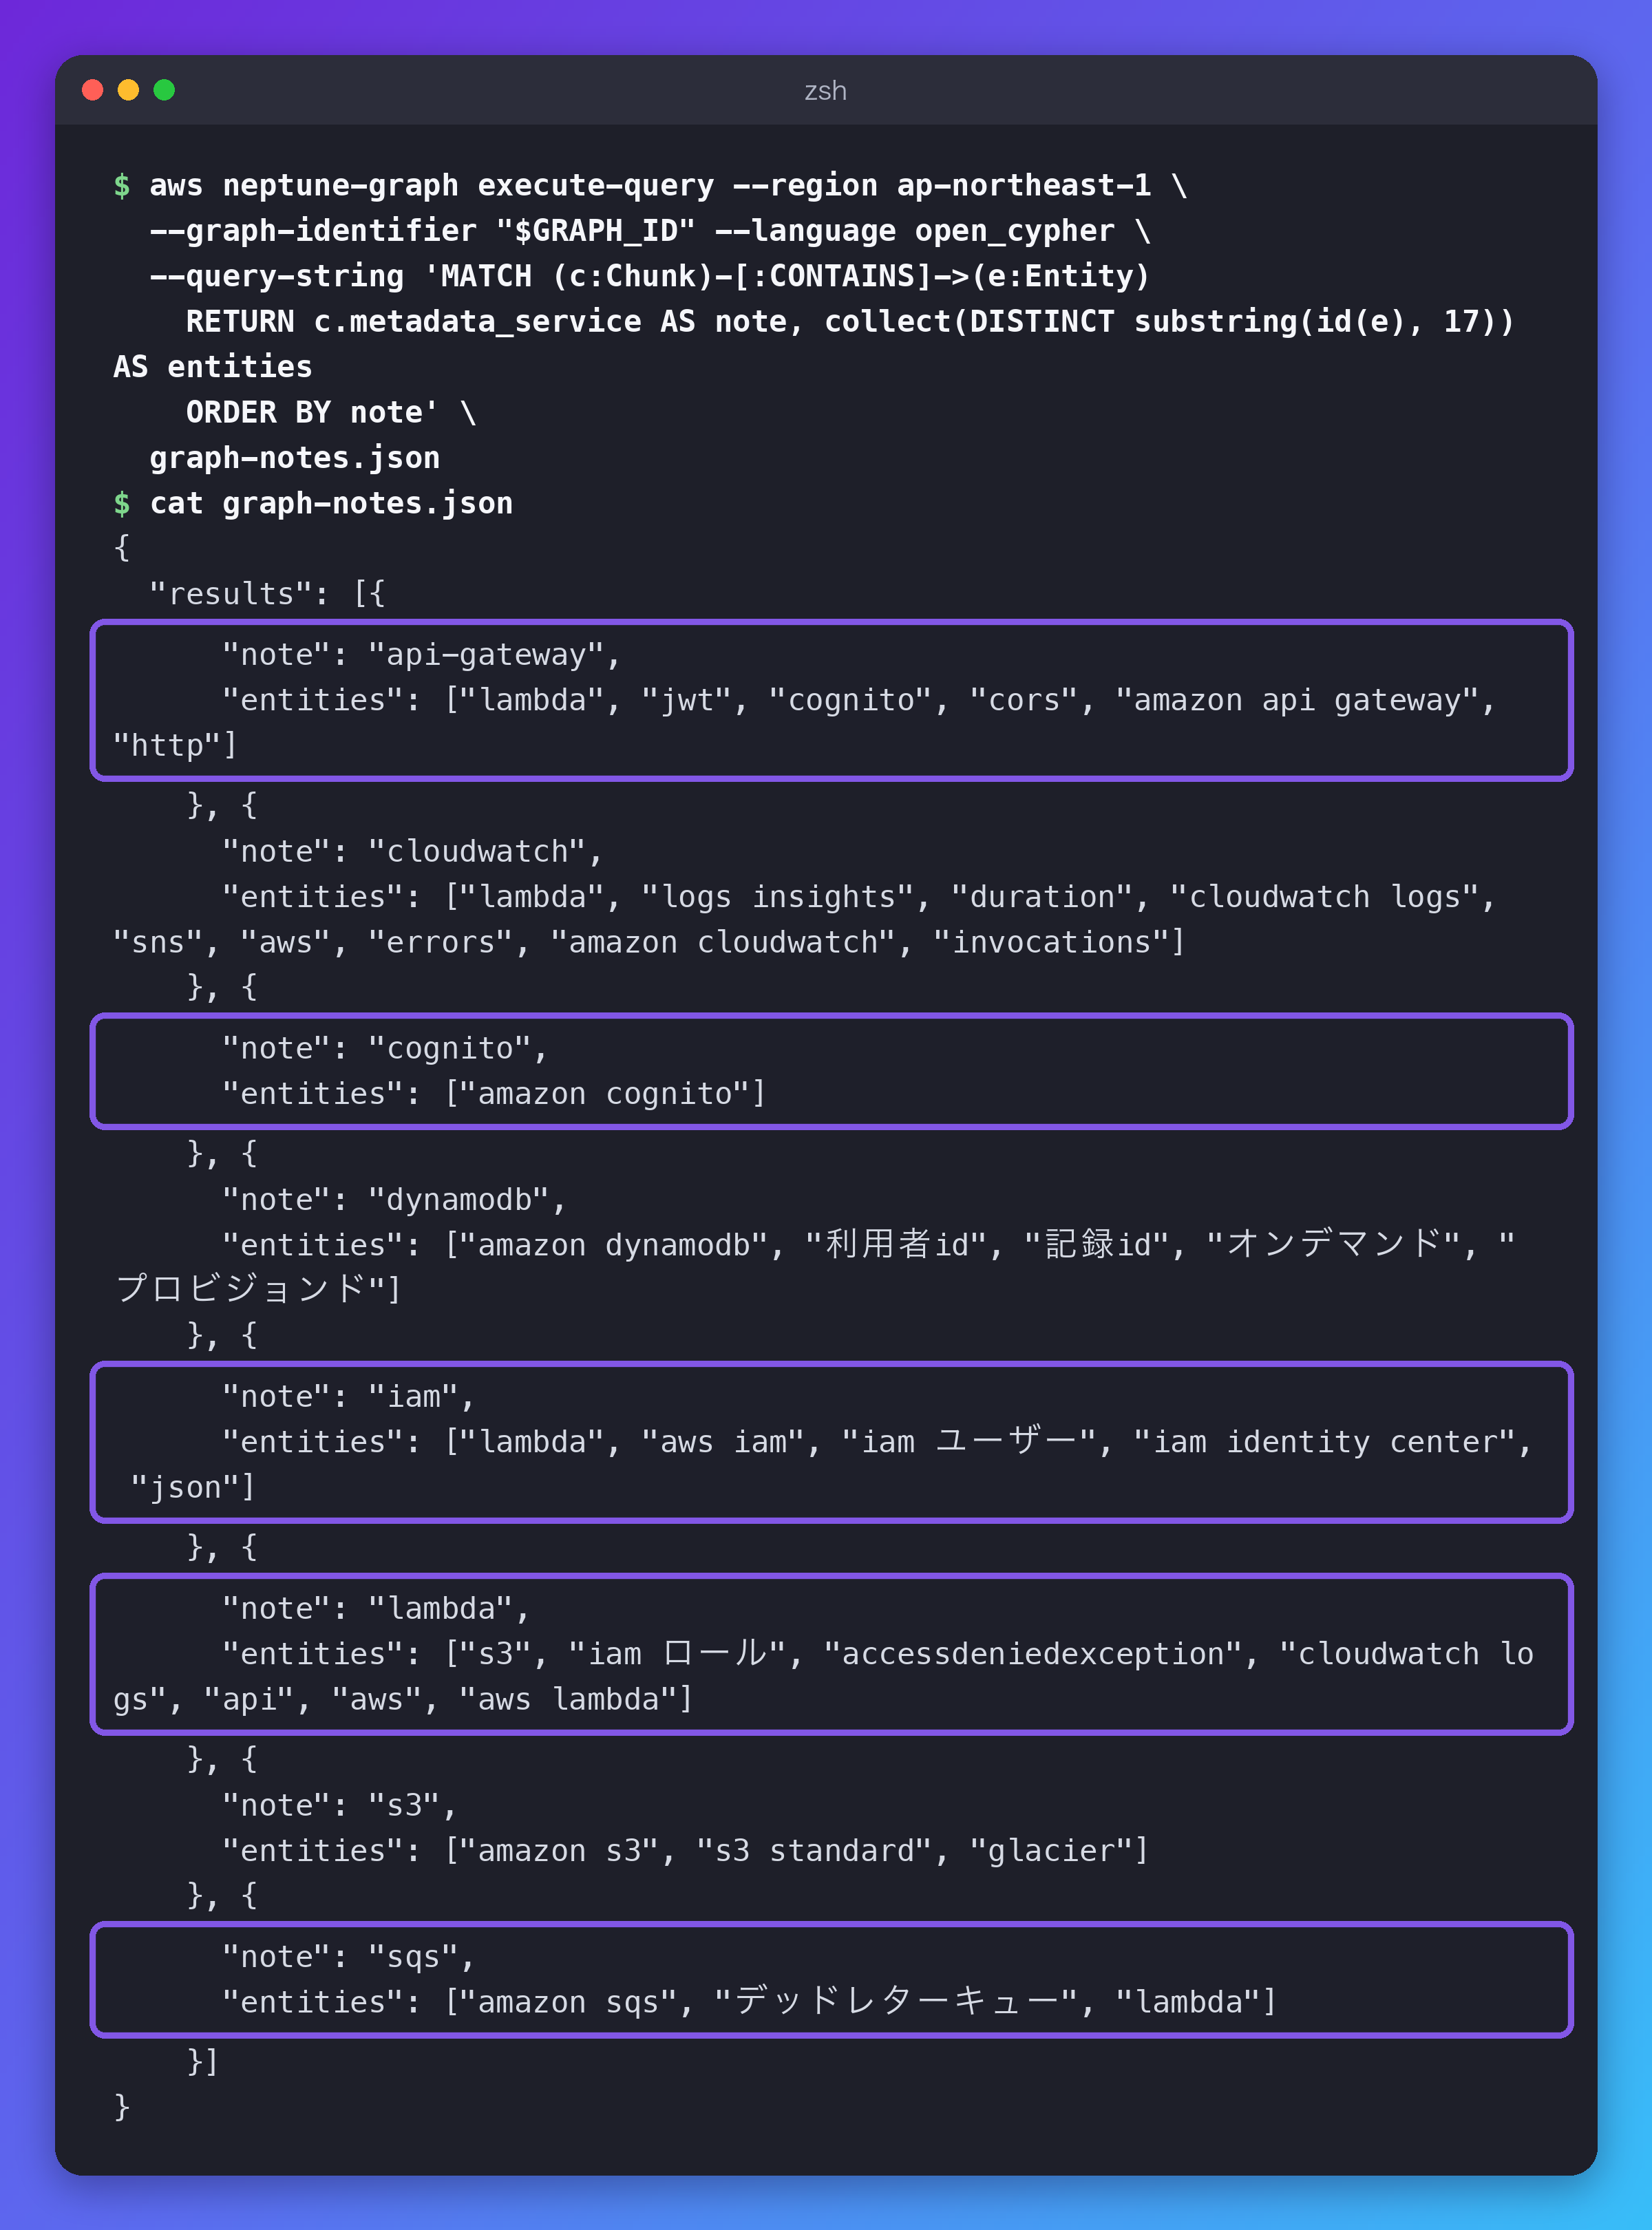 zsh
$ aws neptune-graph execute-query --region ap-northeast-1 \
--graph-identifier "$GRAPH_ID" --language open_cypher \
--query-string 'MATCH (c:Chunk)-[:CONTAINS]->(e:Entity)
RETURN c.metadata_service AS note, collect(DISTINCT substring(id(e), 17))
AS entities
ORDER BY note' \
graph-notes.json
$ cat graph-notes.json
{
"results": [{
"note": "api-gateway",
"entities": ["lambda", "jwt", "cognito", "cors", "amazon api gateway",
"http"]
}, {
"note": "cloudwatch",
"entities": ["lambda", "logs insights", "duration", "cloudwatch logs",
"sns", "aws", "errors", "amazon cloudwatch", "invocations"]
}, {
"note": "cognito",
"entities": ["amazon cognito"]
}, {
"note": "dynamodb",
"entities": ["amazon dynamodb", "利用者id", "記録id", "オンデマンド", "
プロビジョンド"]
}, {
"note": "iam",
"entities": ["lambda", "aws iam", "iam ユーザー", "iam identity center",
"json"]
}, {
"note": "lambda",
"entities": ["s3", "iam ロール", "accessdeniedexception", "cloudwatch lo
gs", "api", "aws", "aws lambda"]
}, {
"note": "s3",
"entities": ["amazon s3", "s3 standard", "glacier"]
}, {
"note": "sqs",
"entities": ["amazon sqs", "デッドレターキュー", "lambda"]
}]
}